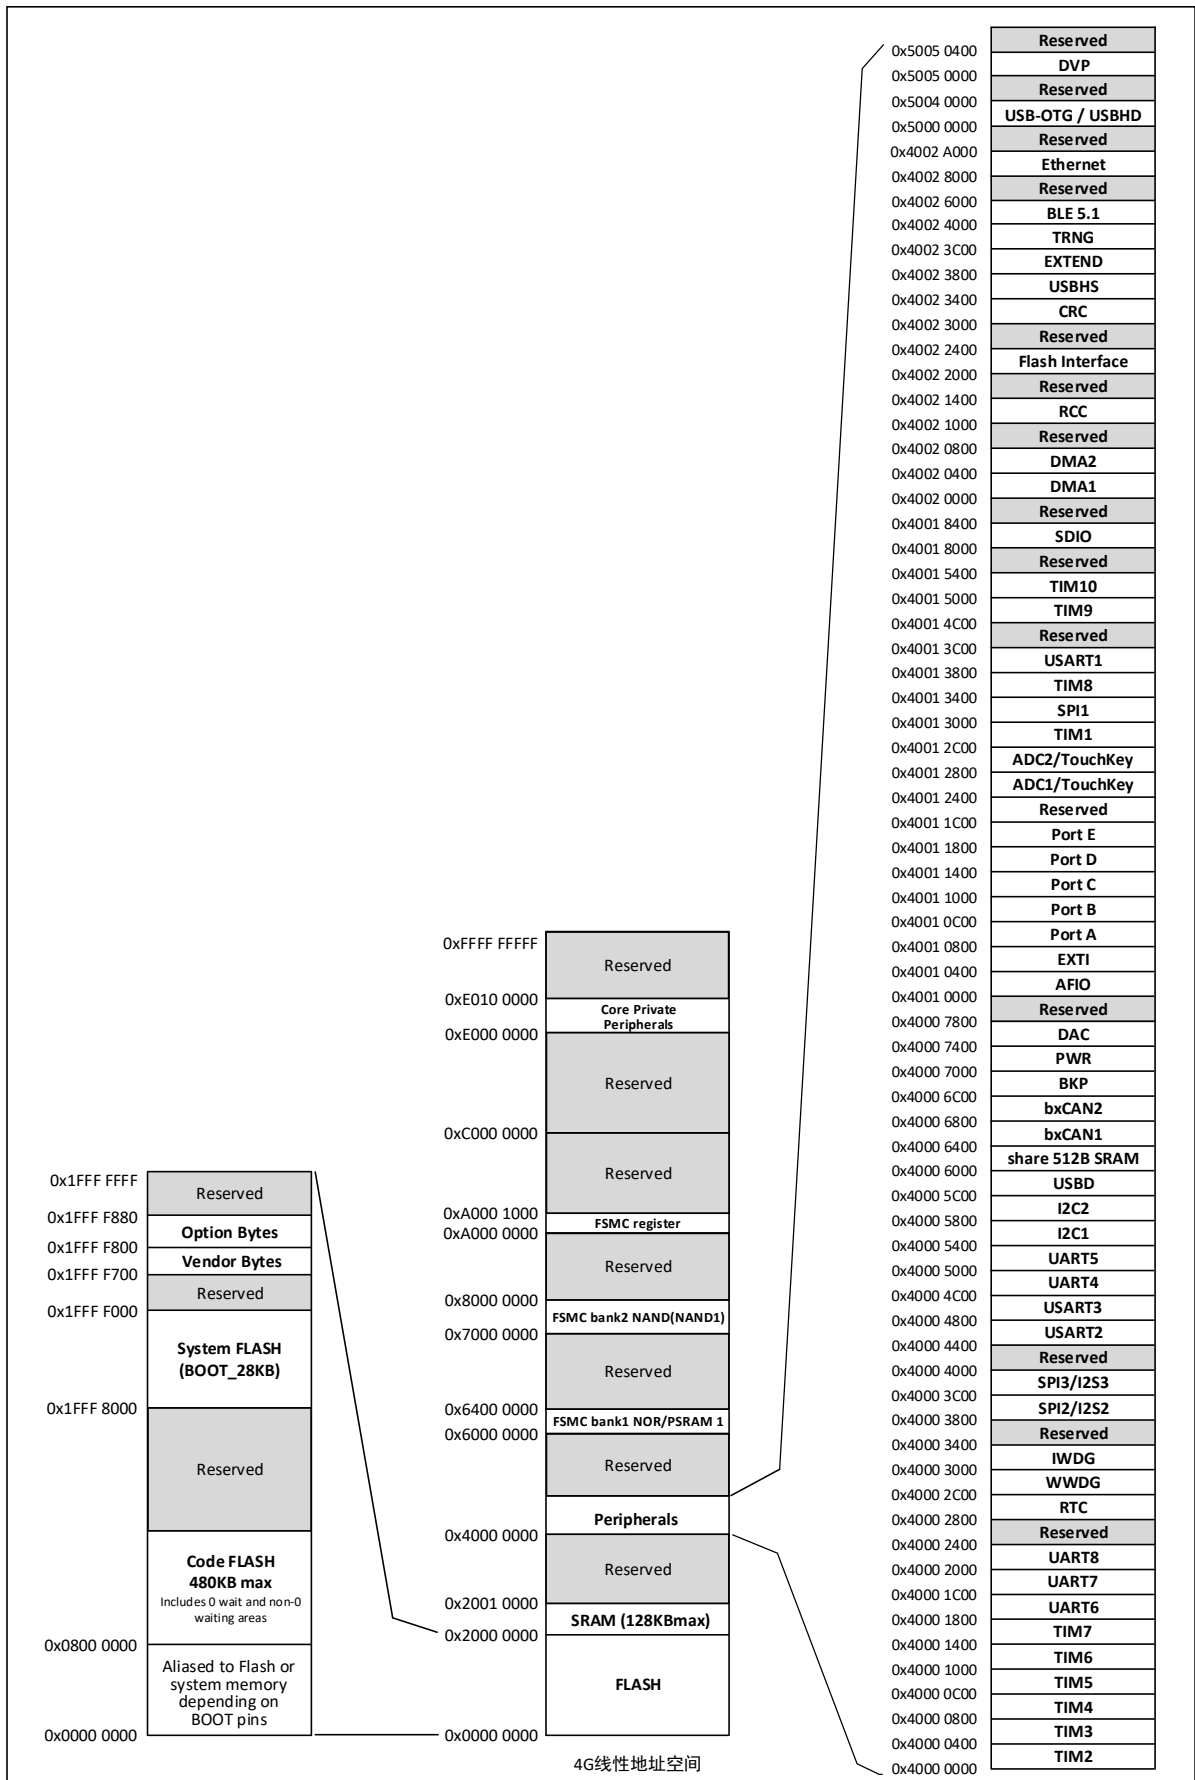 0x1FFF FFFF
Reserved
0x1FFF F880
Option Bytes
0x1FFF F800
Vendor Bytes
0x1FFF F700
Reserved
0x1FFF F000
System FLASH
(BOOT_28KB)
0x1FFF 8000
Reserved
Code FLASH
480KB max
Includes 0 wait and non-0
waiting areas
0x0800 0000
Aliased to Flash or
system memory
depending on
BOOT pins
0x0000 0000
0xFFFF FFFFF
Reserved
0xE010 0000
Core Private
Peripherals
0xE000 0000
Reserved
0xC000 0000
Reserved
0xA000 1000
FSMC register
0xA000 0000
Reserved
0x8000 0000
FSMC bank2 NAND(NAND1)
0x7000 0000
Reserved
0x6400 0000
FSMC bank1 NOR/PSRAM 1
0x6000 0000
Reserved
Peripherals
0x4000 0000
Reserved
0x2001 0000
SRAM (128KBmax)
0x2000 0000
FLASH
0x0000 0000
4G线性地址空间
Reserved
0x5005 0400
DVP
0x5005 0000
Reserved
0x5004 0000
USB-OTG / USBHD
0x5000 0000
Reserved
0x4002 A000
Ethernet
0x4002 8000
Reserved
0x4002 6000
BLE 5.1
0x4002 4000
TRNG
0x4002 3C00
EXTEND
0x4002 3800
USBHS
0x4002 3400
CRC
0x4002 3000
Reserved
0x4002 2400
Flash Interface
0x4002 2000
Reserved
0x4002 1400
RCC
0x4002 1000
Reserved
0x4002 0800
DMA2
0x4002 0400
DMA1
0x4002 0000
Reserved
0x4001 8400
SDIO
0x4001 8000
Reserved
0x4001 5400
TIM10
0x4001 5000
TIM9
0x4001 4C00
Reserved
0x4001 3C00
USART1
0x4001 3800
TIM8
0x4001 3400
SPI1
0x4001 3000
TIM1
0x4001 2C00
ADC2/TouchKey
0x4001 2800
ADC1/TouchKey
0x4001 2400
Reserved
0x4001 1C00
Port E
0x4001 1800
Port D
0x4001 1400
Port C
0x4001 1000
Port B
0x4001 0C00
Port A
0x4001 0800
EXTI
0x4001 0400
AFIO
0x4001 0000
Reserved
0x4000 7800
DAC
0x4000 7400
PWR
0x4000 7000
BKP
0x4000 6C00
bxCAN2
0x4000 6800
bxCAN1
0x4000 6400
share 512B SRAM
0x4000 6000
USBD
0x4000 5C00
I2C2
0x4000 5800
I2C1
0x4000 5400
UART5
0x4000 5000
UART4
0x4000 4C00
USART3
0x4000 4800
USART2
0x4000 4400
Reserved
0x4000 4000
SPI3/I2S3
0x4000 3C00
SPI2/I2S2
0x4000 3800
Reserved
0x4000 3400
IWDG
0x4000 3000
WWDG
0x4000 2C00
RTC
0x4000 2800
Reserved
0x4000 2400
UART8
0x4000 2000
UART7
0x4000 1C00
UART6
0x4000 1800
TIM7
0x4000 1400
TIM6
0x4000 1000
TIM5
0x4000 0C00
TIM4
0x4000 0800
TIM3
0x4000 0400
TIM2
0x4000 0000